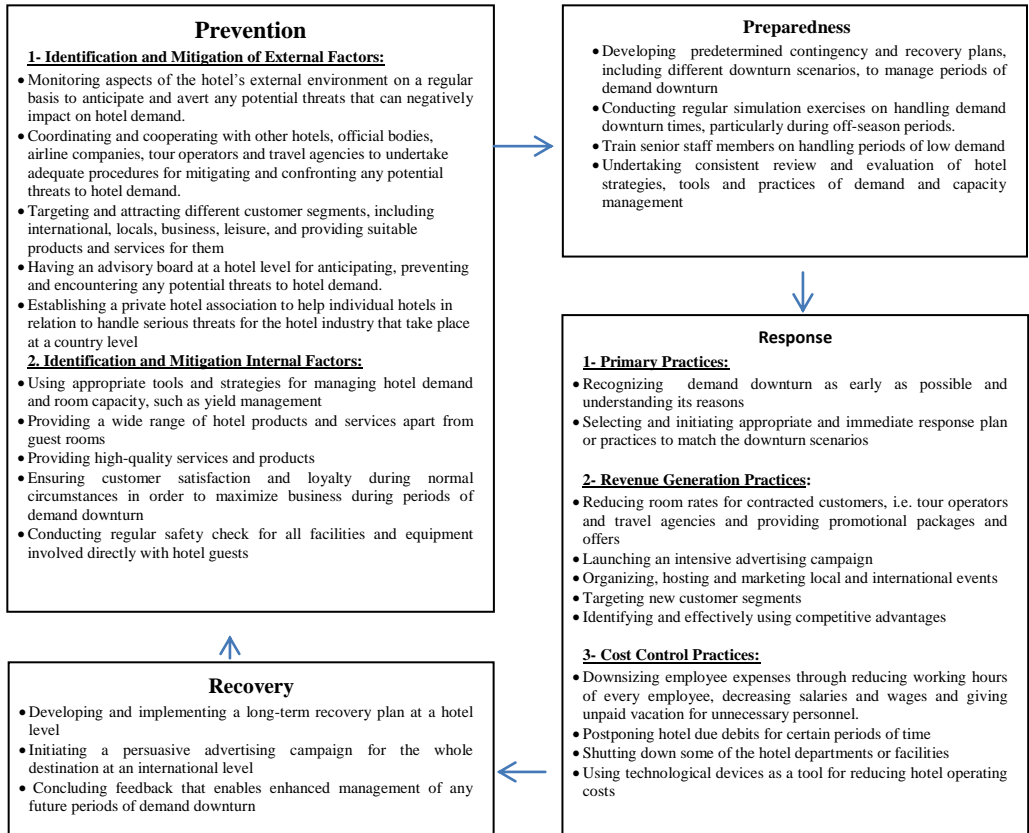 Prevention
1- Identification and Mitigation of External Factors:
• Monitoring aspects of the hotel's external environment on a regular
basis to anticipate and avert any potential threats that can negatively
impact on hotel demand.
• Coordinating and cooperating with other hotels, official bodies,
airline companies, tour operators and travel agencies to undertake
adequate procedures for mitigating and confronting any potential
threats to hotel demand.
• Targeting and attracting different customer segments, including
international, locals, business, leisure, and providing suitable
products and services for them
• Having an advisory board at a hotel level for anticipating, preventing
and encountering any potential threats to hotel demand.
• Establishing a private hotel association to help individual hotels in
relation to handle serious threats for the hotel industry that take place
at a country level
2. Identification and Mitigation Internal Factors:
• Using appropriate tools and strategies for managing hotel demand
and room capacity, such as yield management
• Providing a wide range of hotel products and services apart from
guest rooms
• Providing high-quality services and products
• Ensuring customer satisfaction and loyalty during normal
circumstances in order to maximize business during periods of
demand downturn
• Conducting regular safety check for all facilities and equipment
involved directly with hotel guests
Preparedness
• Developing predetermined contingency and recovery plans,
including different downturn scenarios, to manage periods of
demand downturn
• Conducting regular simulation exercises on handling demand
downturn times, particularly during off-season periods.
• Train senior staff members on handling periods of low demand
• Undertaking consistent review and evaluation of hotel
strategies, tools and practices of demand and capacity
management
Response
1- Primary Practices:
• Recognizing demand downturn as early as possible and
understanding its reasons
• Selecting and initiating appropriate and immediate response plan
or practices to match the downturn scenarios
2- Revenue Generation Practices:
• Reducing room rates for contracted customers, i.e. tour operators
and travel agencies and providing promotional packages and
offers
• Launching an intensive advertising campaign
• Organizing, hosting and marketing local and international events
• Targeting new customer segments
• Identifying and effectively using competitive advantages
3- Cost Control Practices:
• Downsizing employee expenses through reducing working hours
of every employee, decreasing salaries and wages and giving
unpaid vacation for unnecessary personnel.
• Postponing hotel due debits for certain periods of time
• Shutting down some of the hotel departments or facilities
• Using technological devices as a tool for reducing hotel operating
costs
Recovery
• Developing and implementing a long-term recovery plan at a hotel
level
• Initiating a persuasive advertising campaign for the whole
destination at an international level
• Concluding feedback that enables enhanced management of any
future periods of demand downturn